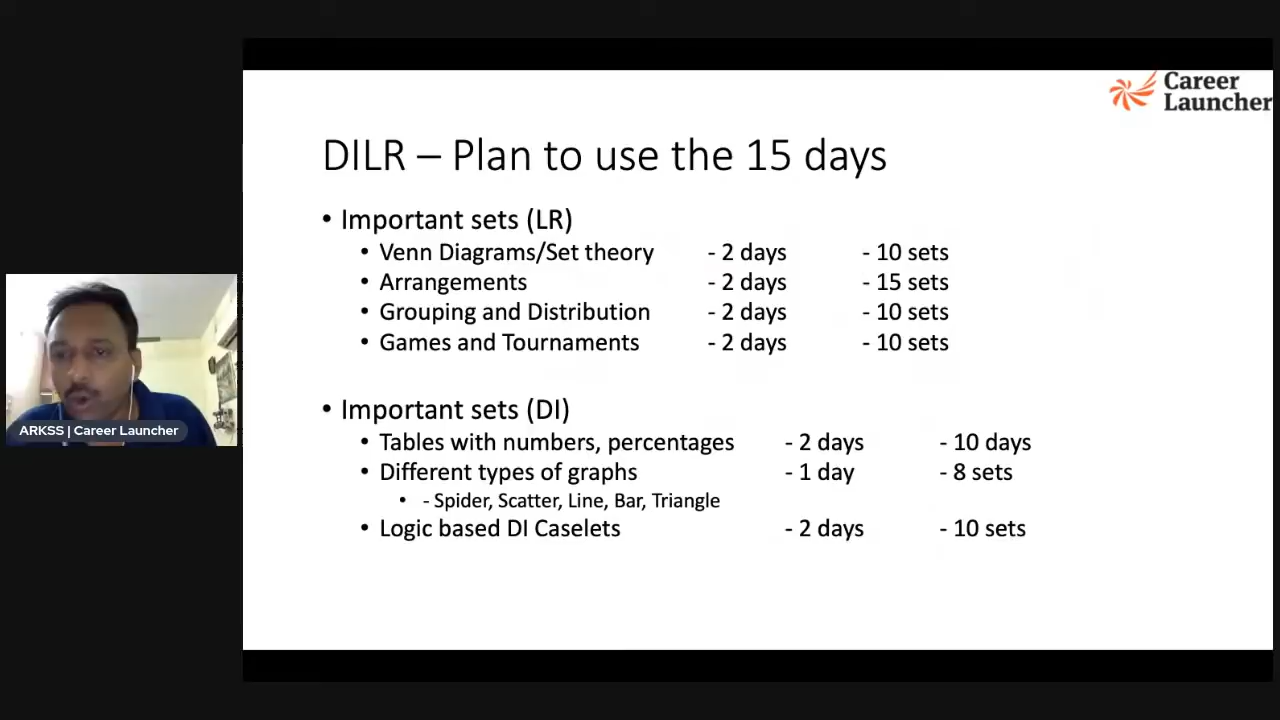 Career
Launcher
DILR – Plan to use the 15 days
• Important sets (LR)
• Venn Diagrams/Set theory - 2 days - 10 sets
• Arrangements - 2 days - 15 sets
• Grouping and Distribution - 2 days - 10 sets
• Games and Tournaments - 2 days - 10 sets
• Important sets (DI)
• Tables with numbers, percentages - 2 days - 10 days
• Different types of graphs - 1 day - 8 sets
• - Spider, Scatter, Line, Bar, Triangle
• Logic based DI Caselets - 2 days - 10 sets
ARKSS | Career Launcher